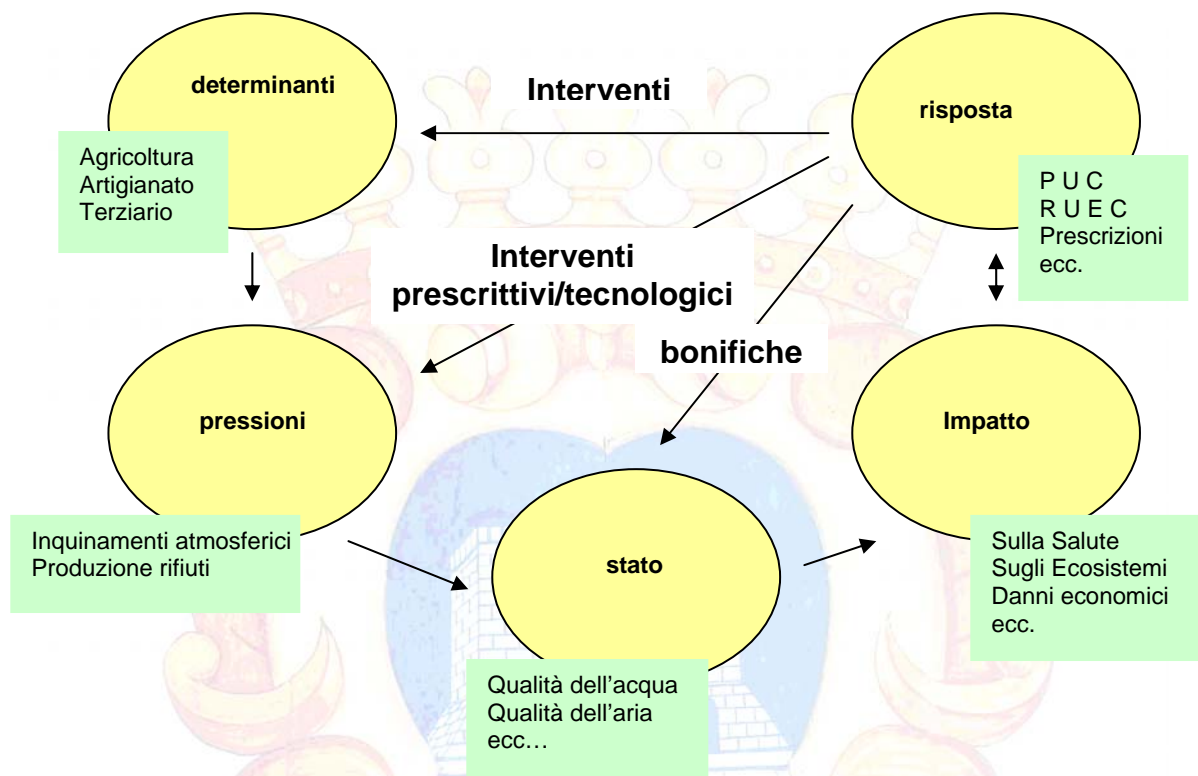 determinanti
Agricoltura
Artigianato
Terziario
Interventi
risposta
P U C
R U E C
Prescrizioni
ecc.
Interventi
prescrittivi/tecnologici
bonifiche
pressioni
Inquinamenti atmosferici
Produzione rifiuti
stato
Qualità dell’acqua
Qualità dell’aria
ecc…
Impatto
Sulla Salute
Sugli Ecosistemi
Danni economici
ecc.